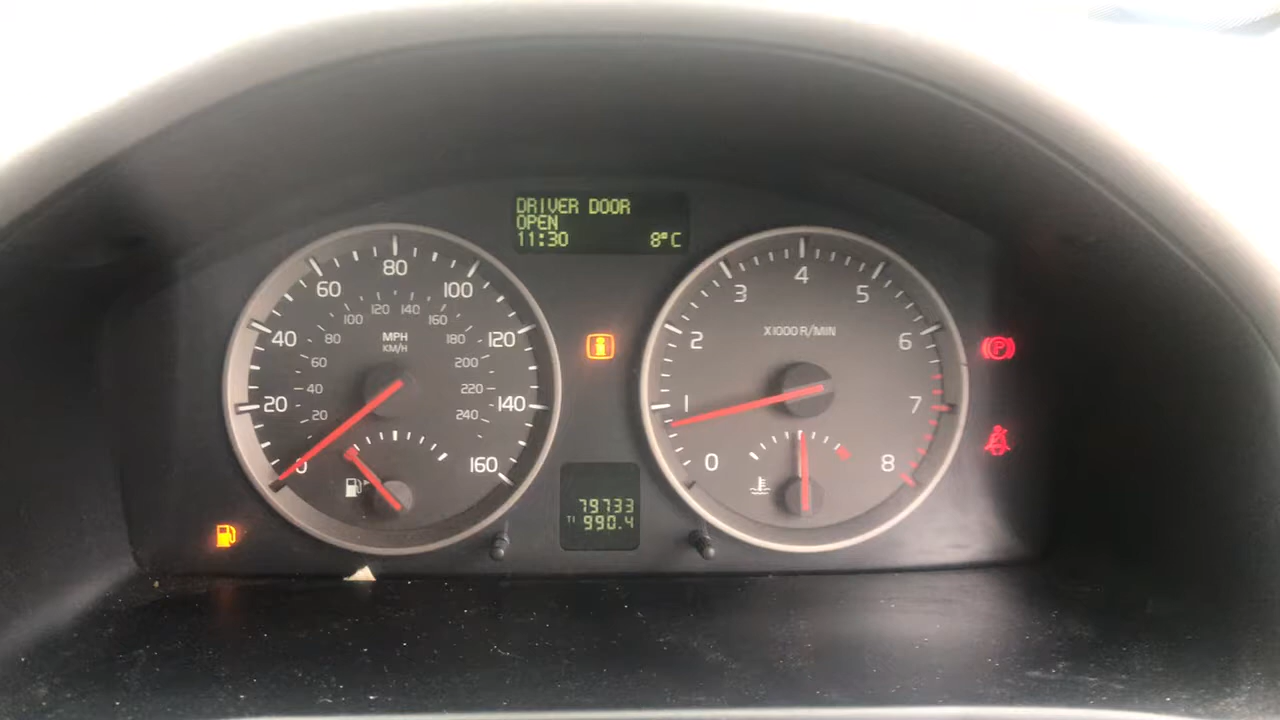 DRIVER DOOR
OPEN
11:30 8°C
0 20 40 60 80 100 120 140 160
20 40 60 80 100 120 140 160 180 200 220 240
MPH
KM/H
0 1 2 3 4 5 6 7 8
X1000 R/MIN
P
79733
T1 990.4